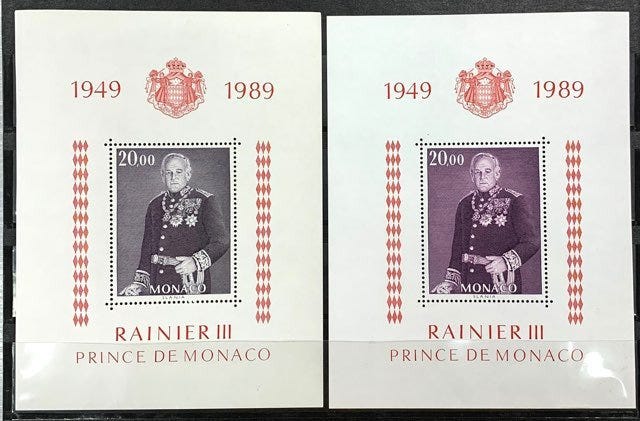 1949 1989
20,00
MONACO
SLANIA
RAINIER III
PRINCE DE MONACO
1949 1989
20,00
MONACO
SLANIA
RAINIER III
PRINCE DE MONACO